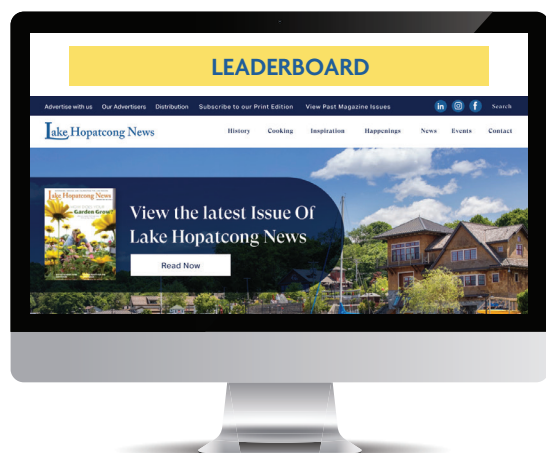 LEADERBOARD
Advertise with us Our Advertisers Distribution Subscribe to our Print Edition View Past Magazine Issues in f Search
Lake Hopatcong News History Cooking Inspiration Happenings News Events Contact
Lake Hopatcong News
Garden Grow?
View the latest Issue Of
Lake Hopatcong News
Read Now